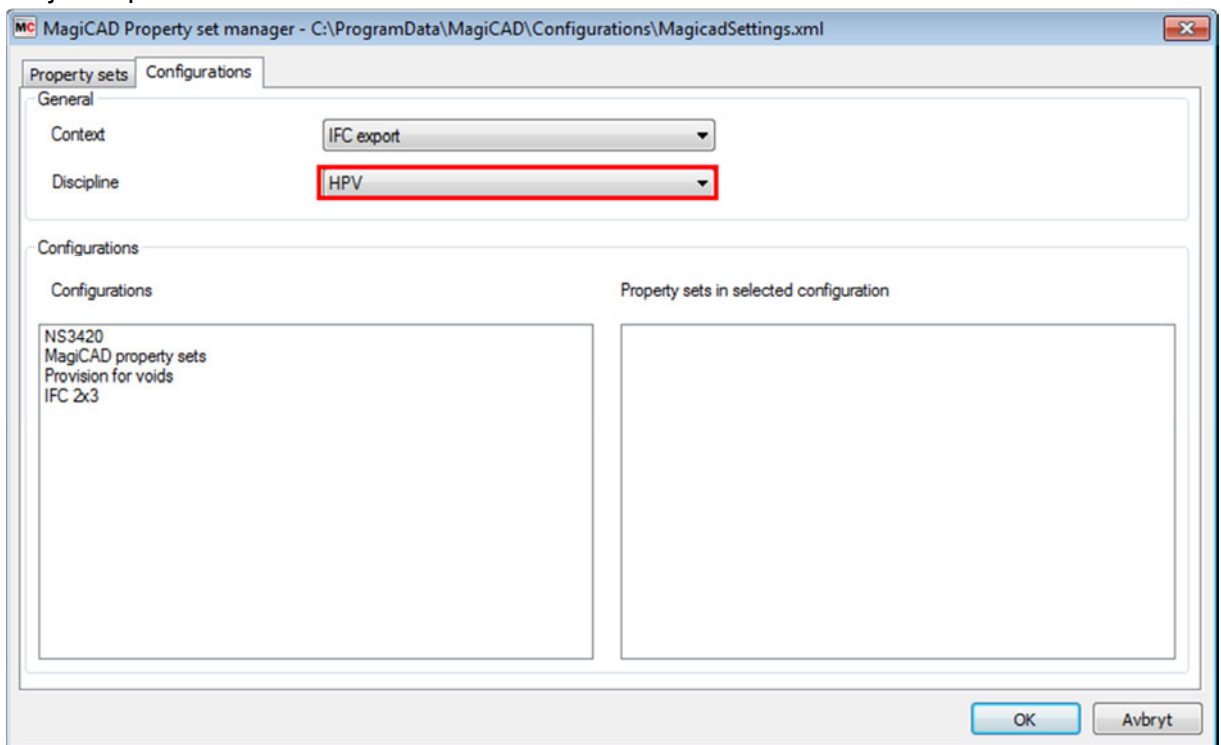 MC MagiCAD Property set manager - C:\ProgramData\MagiCAD\Configurations\MagicadSettings.xml
Property sets Configurations
General
Context IFC export
Discipline HPV
Configurations
Configurations Property sets in selected configuration
NS3420
MagiCAD property sets
Provision for voids
IFC 2x3
OK Avbryt